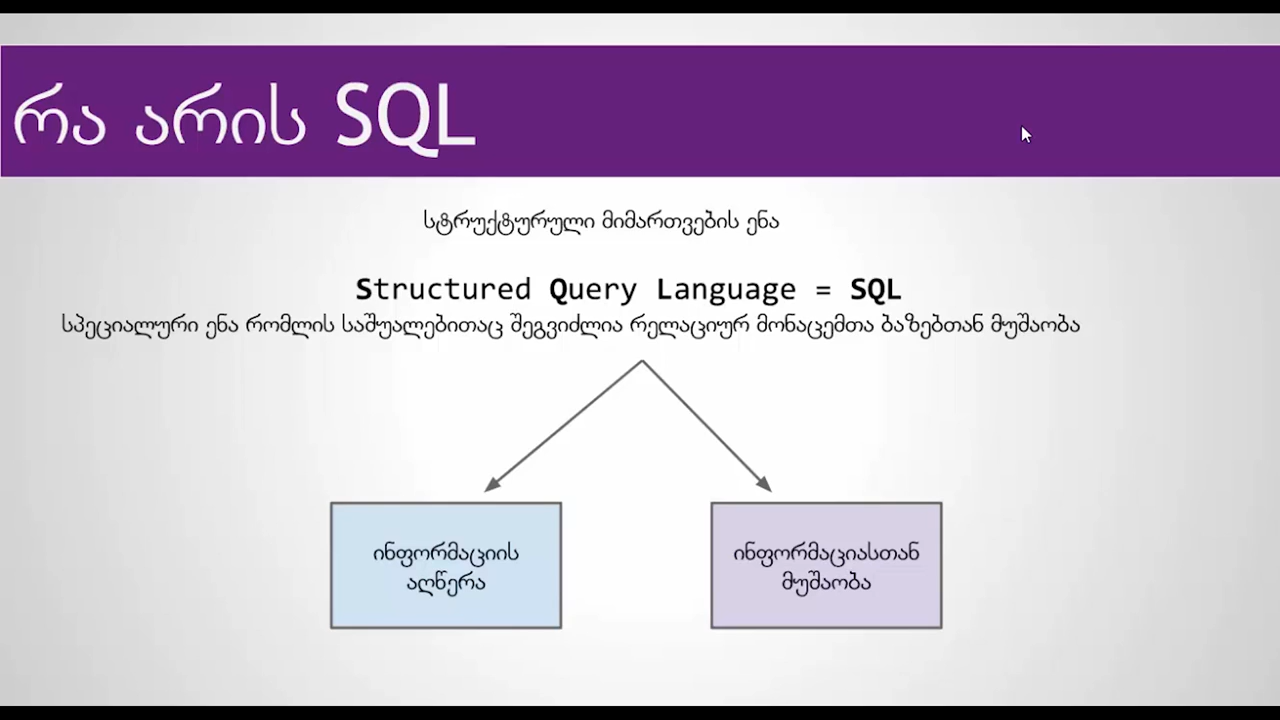 რა არის SQL
სტრუქტურული მიმართვების ენა
Structured Query Language = SQL
სპეციალური ენა რომლის საშუალებითაც შეგვიძლია რელაციურ მონაცემთა ბაზებთან მუშაობა
ინფორმაციის
აღწერა
ინფორმაციასთან
მუშაობა